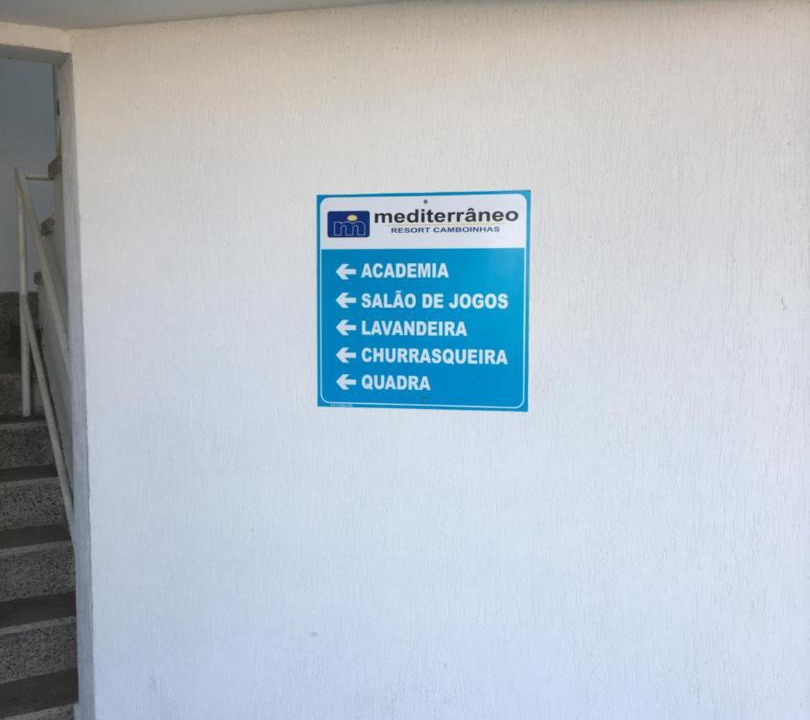 m mediterrâneo
RESORT CAMBOINHAS
ACADEMIA
SALÃO DE JOGOS
LAVANDEIRA
CHURRASQUEIRA
QUADRA